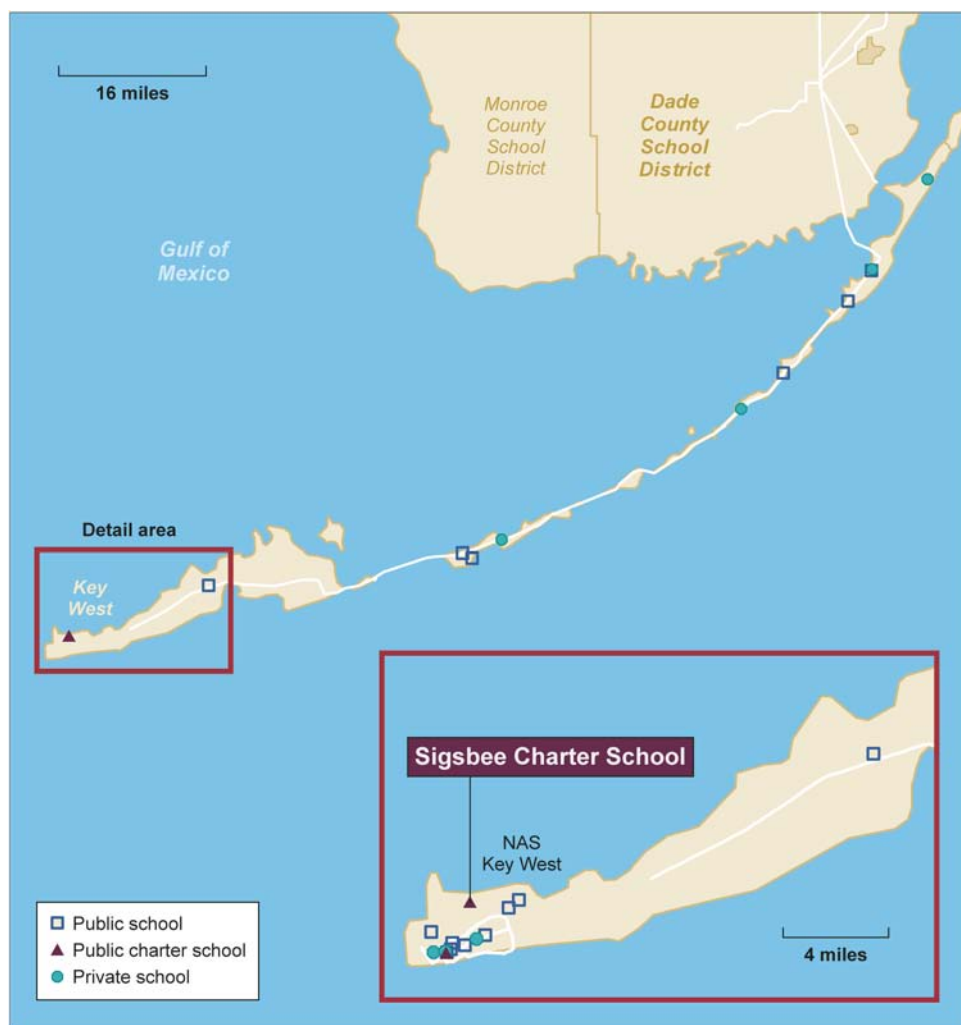 16 miles
Monroe
County
School
District
Dade
County
School
District
Gulf of
Mexico
Detail area
Key
West
Sigsbee Charter School
NAS
Key West
4 miles
Public school
Public charter school
Private school